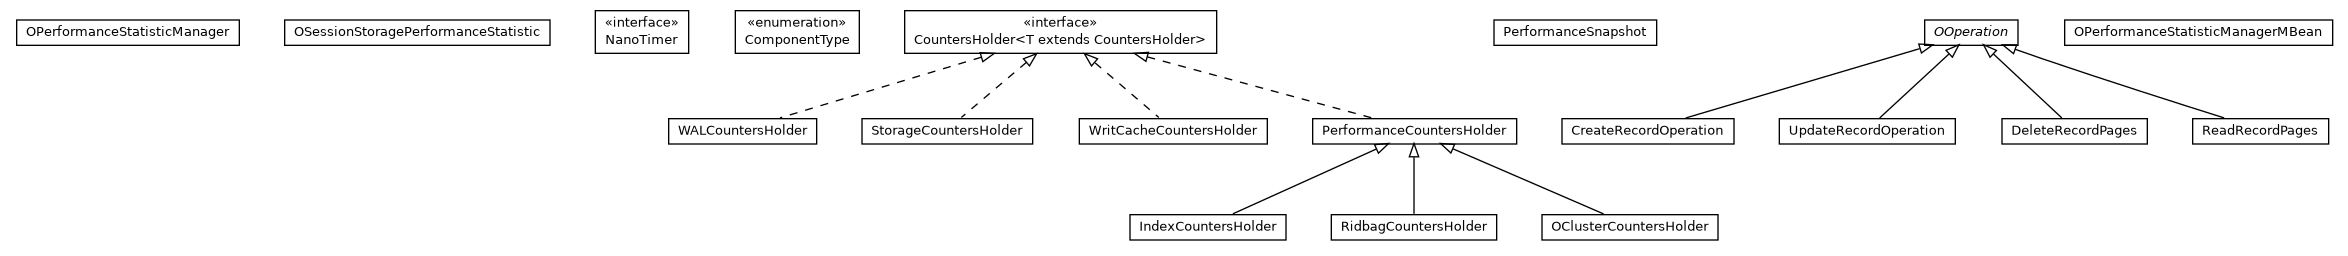 OPerformanceStatisticManager
OSessionStoragePerformanceStatistic
«interface»
NanoTimer
«enumeration»
ComponentType
«interface»
CountersHolder<T extends CountersHolder>
PerformanceSnapshot
OOperation
OPerformanceStatisticManagerMBean
WALCountersHolder
StorageCountersHolder
WritCacheCountersHolder
PerformanceCountersHolder
CreateRecordOperation
UpdateRecordOperation
DeleteRecordPages
ReadRecordPages
IndexCountersHolder
RidbagCountersHolder
OClusterCountersHolder